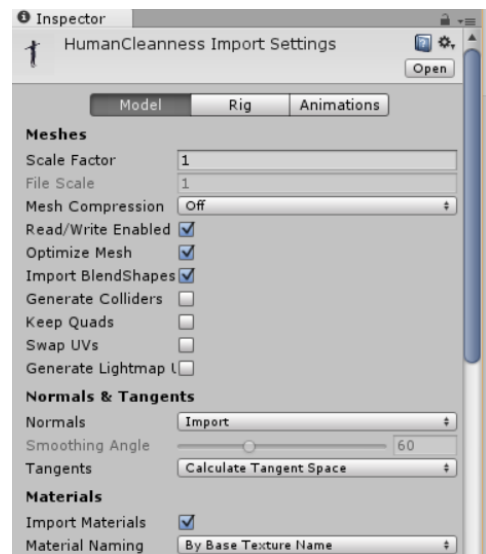 Inspector
HumanCleanness Import Settings
Open
Model Rig Animations
Meshes
Scale Factor 1
File Scale 1
Mesh Compression Off
Read/Write Enabled
Optimize Mesh
Import BlendShapes
Generate Colliders
Keep Quads
Swap UVs
Generate Lightmap U
Normals & Tangents
Normals Import
Smoothing Angle 60
Tangents Calculate Tangent Space
Materials
Import Materials
Material Naming By Base Texture Name